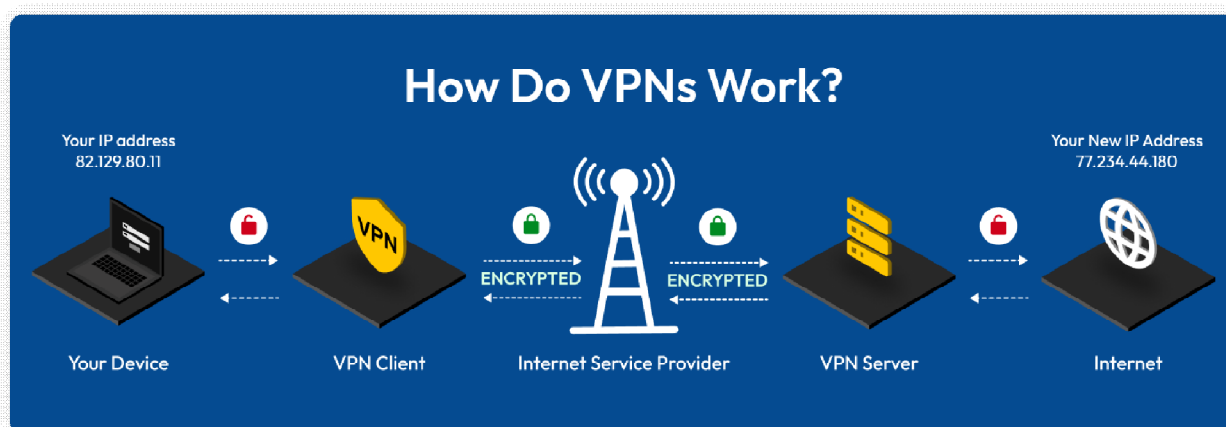 How Do VPNs Work?
Your IP address
82.129.80.11
Your New IP Address
77.234.44.180
VPN
ENCRYPTED
ENCRYPTED
Your Device
VPN Client
Internet Service Provider
VPN Server
Internet